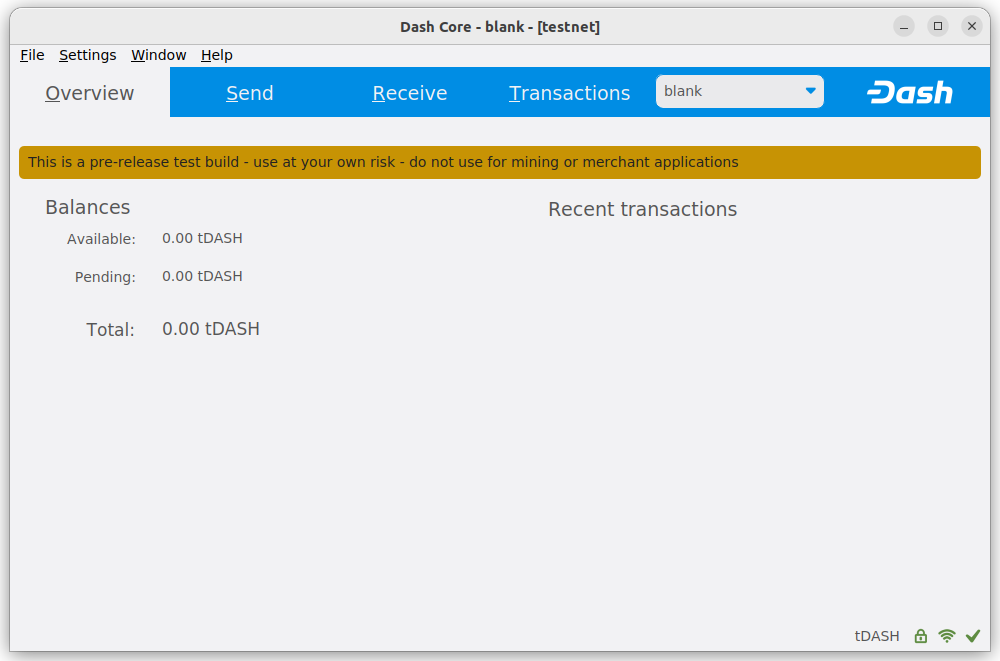 Dash Core - blank - [testnet]
File Settings Window Help
Overview Send Receive Transactions blank Dash
This is a pre-release test build - use at your own risk - do not use for mining or merchant applications
Balances Recent transactions
Available: 0.00 tDASH
Pending: 0.00 tDASH
Total: 0.00 tDASH
tDASH